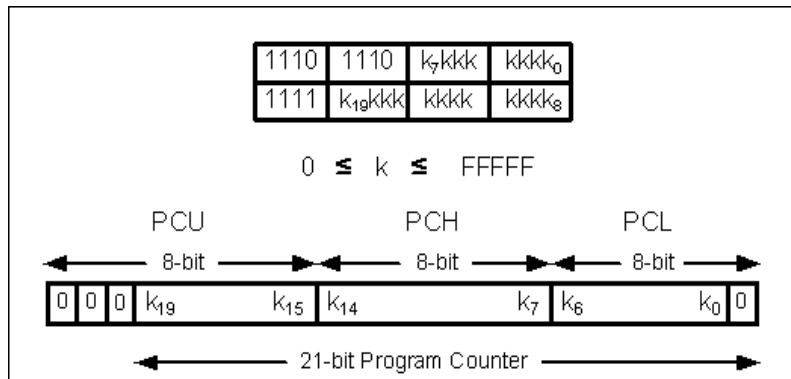 1110 1110 k₇kkk kkkk₀
1111 k₁₉kkk kkkk kkkk₈
0 ≤ k ≤ FFFFF
PCU PCH PCL
8-bit 8-bit 8-bit
0 0 0 k₁₉ k₁₅ k₁₄ k₇ k₆ k₀ 0
21-bit Program Counter